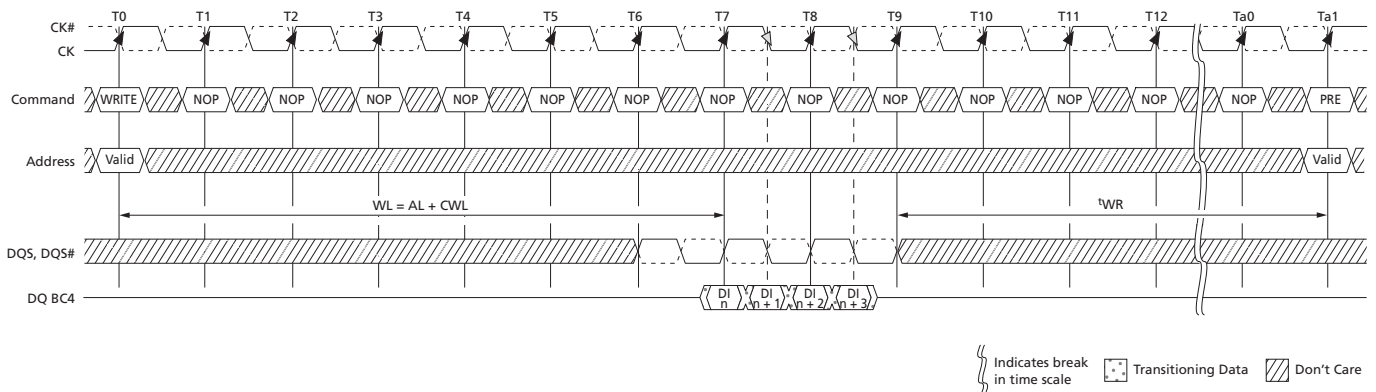 T0 T1 T2 T3 T4 T5 T6 T7 T8 T9 T10 T11 T12 Ta0 Ta1
CK#
CK
Command WRITE NOP NOP NOP NOP NOP NOP NOP NOP NOP NOP NOP NOP NOP PRE
Address Valid Valid
WL = AL + CWL tWR
DQS, DQS#
DQ BC4 DI n DI n + 1 DI n + 2 DI n + 3
Indicates break
in time scale
Transitioning Data
Don't Care